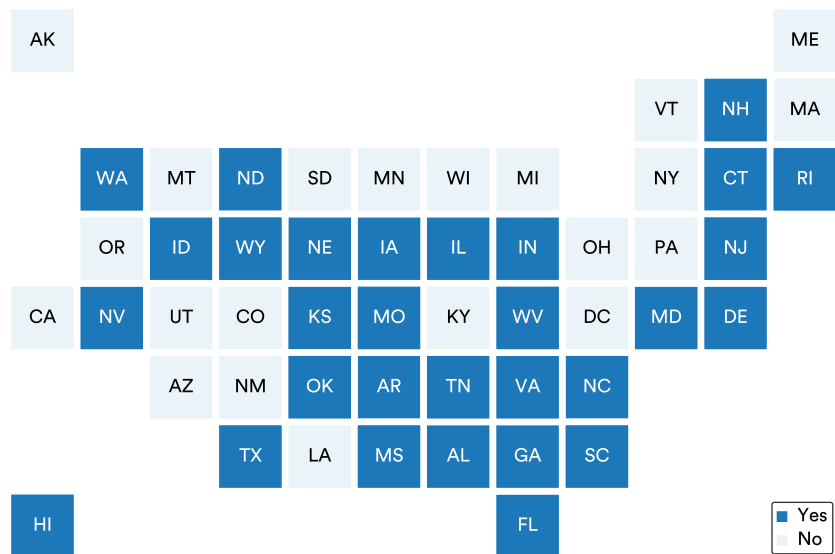 AK ME
VT NH MA
WA MT ND SD MN WI MI NY CT RI
OR ID WY NE IA IL IN OH PA NJ
CA NV UT CO KS MO KY WV DC MD DE
AZ NM OK AR TN VA NC
TX LA MS AL GA SC
HI FL
Yes
No